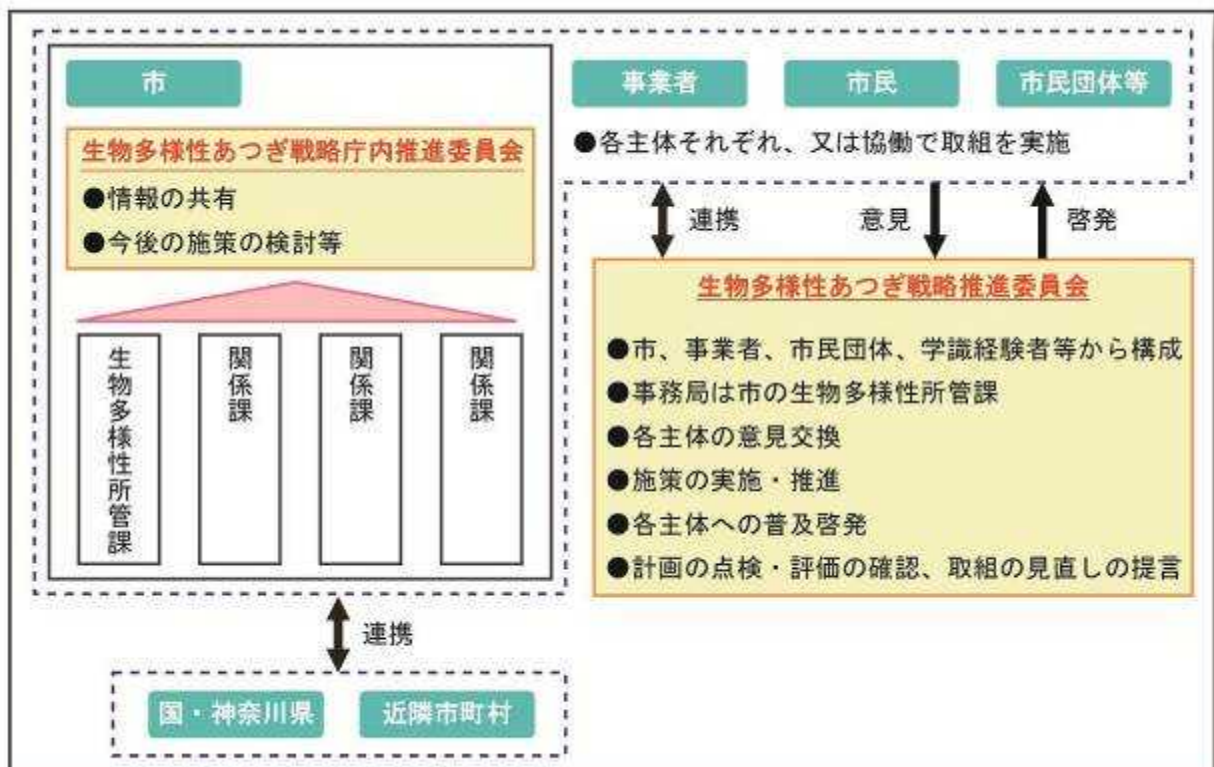 市
生物多様性あつぎ戦略庁内推進委員会
●情報の共有
●今後の施策の検討等
生物多様性所管課
関係課
関係課
関係課
事業者
市民
市民団体等
●各主体それぞれ、又は協働で取組を実施
連携
意見
啓発
生物多様性あつぎ戦略推進委員会
●市、事業者、市民団体、学識経験者等から構成
●事務局は市の生物多様性所管課
●各主体の意見交換
●施策の実施・推進
●各主体への普及啓発
●計画の点検・評価の確認、取組の見直しの提言
連携
国・神奈川県
近隣市町村